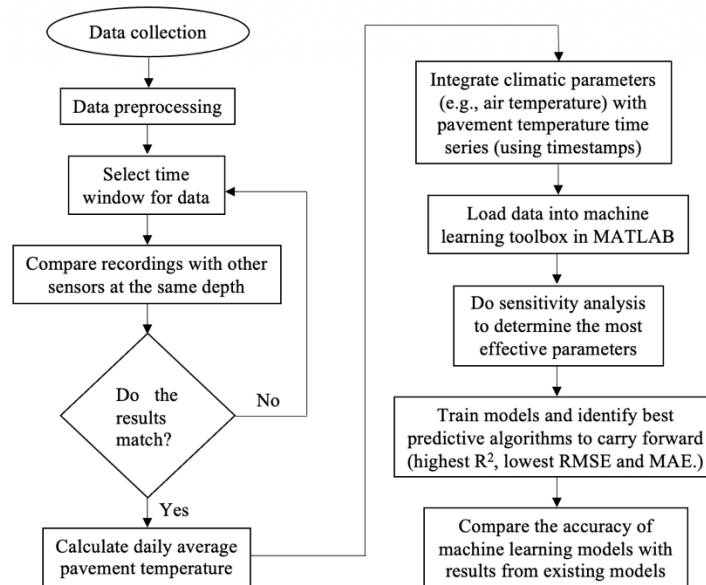 Data collection
Data preprocessing
Select time
window for data
Compare recordings with other
sensors at the same depth
Do the
results
match?
No
Yes
Calculate daily average
pavement temperature
Integrate climatic parameters
(e.g., air temperature) with
pavement temperature time
series (using timestamps)
Load data into machine
learning toolbox in MATLAB
Do sensitivity analysis
to determine the most
effective parameters
Train models and identify best
predictive algorithms to carry forward
(highest R², lowest RMSE and MAE.)
Compare the accuracy of
machine learning models with
results from existing models